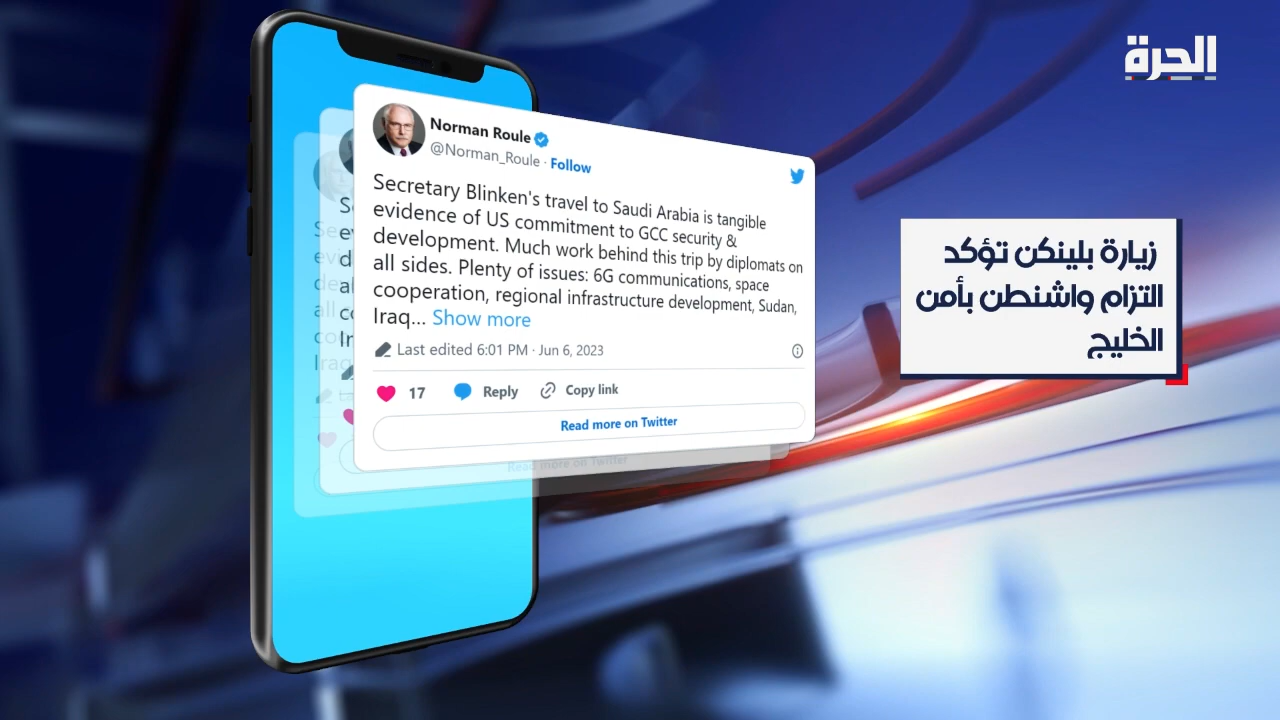 الحرة
Norman Roule
@Norman_Roule · Follow
Secretary Blinken's travel to Saudi Arabia is tangible
evidence of US commitment to GCC security &
development. Much work behind this trip by diplomats on
all sides. Plenty of issues: 6G communications, space
cooperation, regional infrastructure development, Sudan,
Iraq... Show more
Last edited 6:01 PM · Jun 6, 2023
17 Reply Copy link
Read more on Twitter
زيارة بلينكن تؤكد
التزام واشنطن بأمن
الخليج